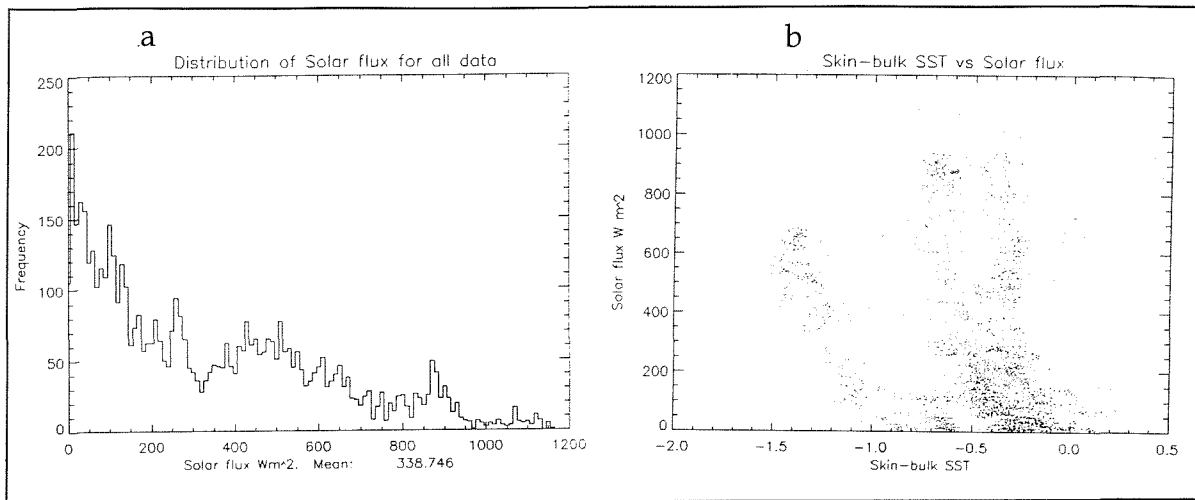 a
Distribution of Solar flux for all data
250
200
150
100
50
0
Frequency
0 200 400 600 800 1000 1200
Solar flux Wm^2. Mean: 338.746
b
Skin-bulk SST vs Solar flux
1200
1000
800
600
400
200
0
Solar flux W m^2
-2.0 -1.5 -1.0 -0.5 0.0 0.5
Skin-bulk SST